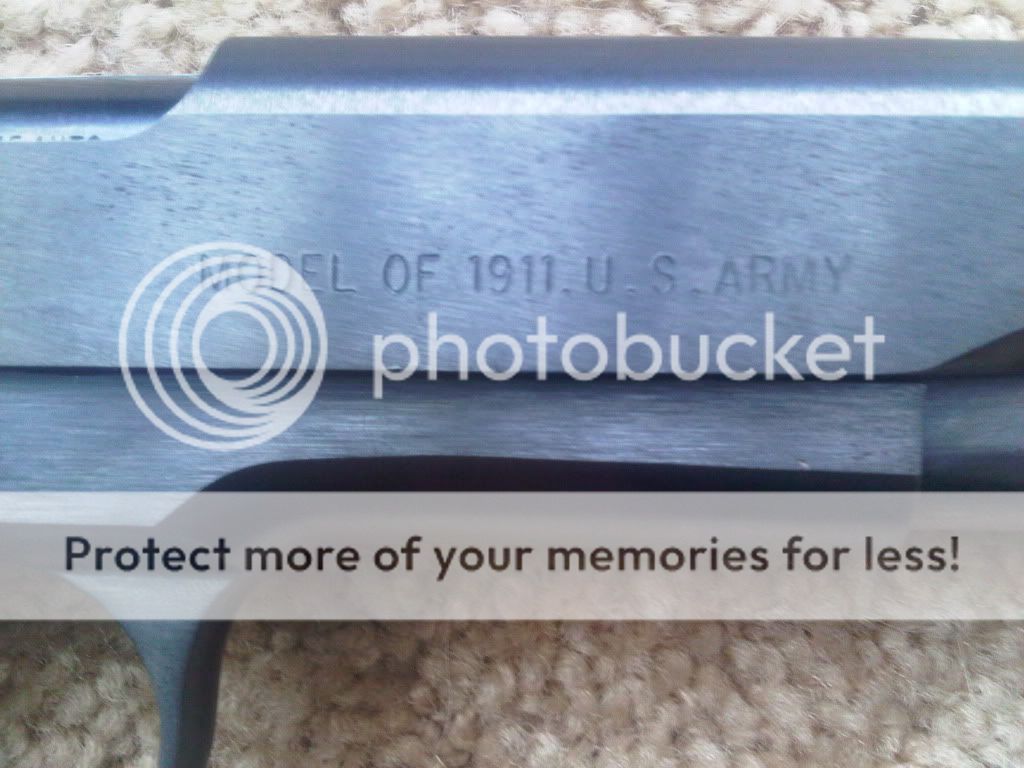 MODEL OF 1911.U.S.ARMY
photobucket
Protect more of your memories for less!